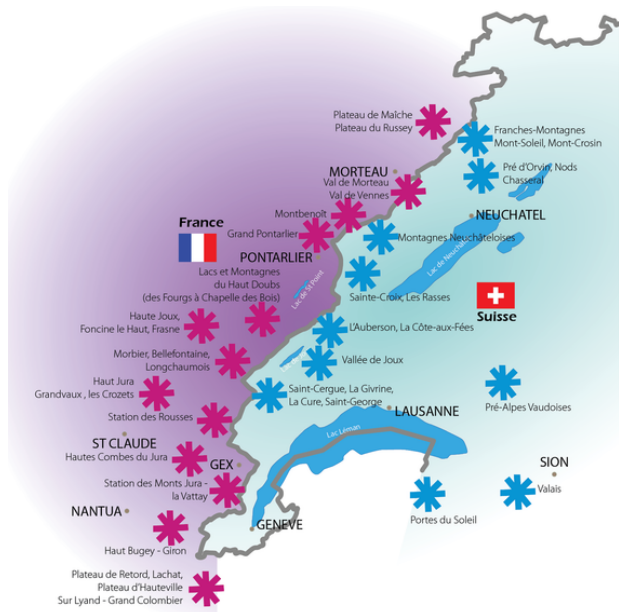 Plateau de Maîche
Plateau du Russey
Franches-Montagnes
Mont-Soleil, Mont-Crosin
MORTEAU
Pré d'Orvin, Nods
Chasseral
Val de Morteau
Val de Vennes
Montbenoît
NEUCHATEL
France
Grand Pontarlier
Montagnes Neuchâteloises
PONTARLIER
Lac de Neuchâtel
Lacs et Montagnes
du Haut Doubs
(des Fourgs à Chapelle des Bois)
Lac de St Point
Sainte-Croix, Les Rasses
Suisse
Haute Joux,
Foncine le Haut, Frasne
L'Auberson, La Côte-aux-Fées
Morbier, Bellefontaine,
Longchaumois
Vallée de Joux
Haut Jura
Grandvaux , les Crozets
Saint-Cergue, La Givrine,
La Cure, Saint-George
LAUSANNE
Pré-Alpes Vaudoises
Station des Rousses
Lac Léman
ST CLAUDE
Hautes Combes du Jura
GEX
SION
Station des Monts Jura -
la Vattay
Valais
Portes du Soleil
NANTUA
GENEVE
Haut Bugey - Giron
Plateau de Retord, Lachat,
Plateau d'Hauteville
Sur Lyand - Grand Colombier